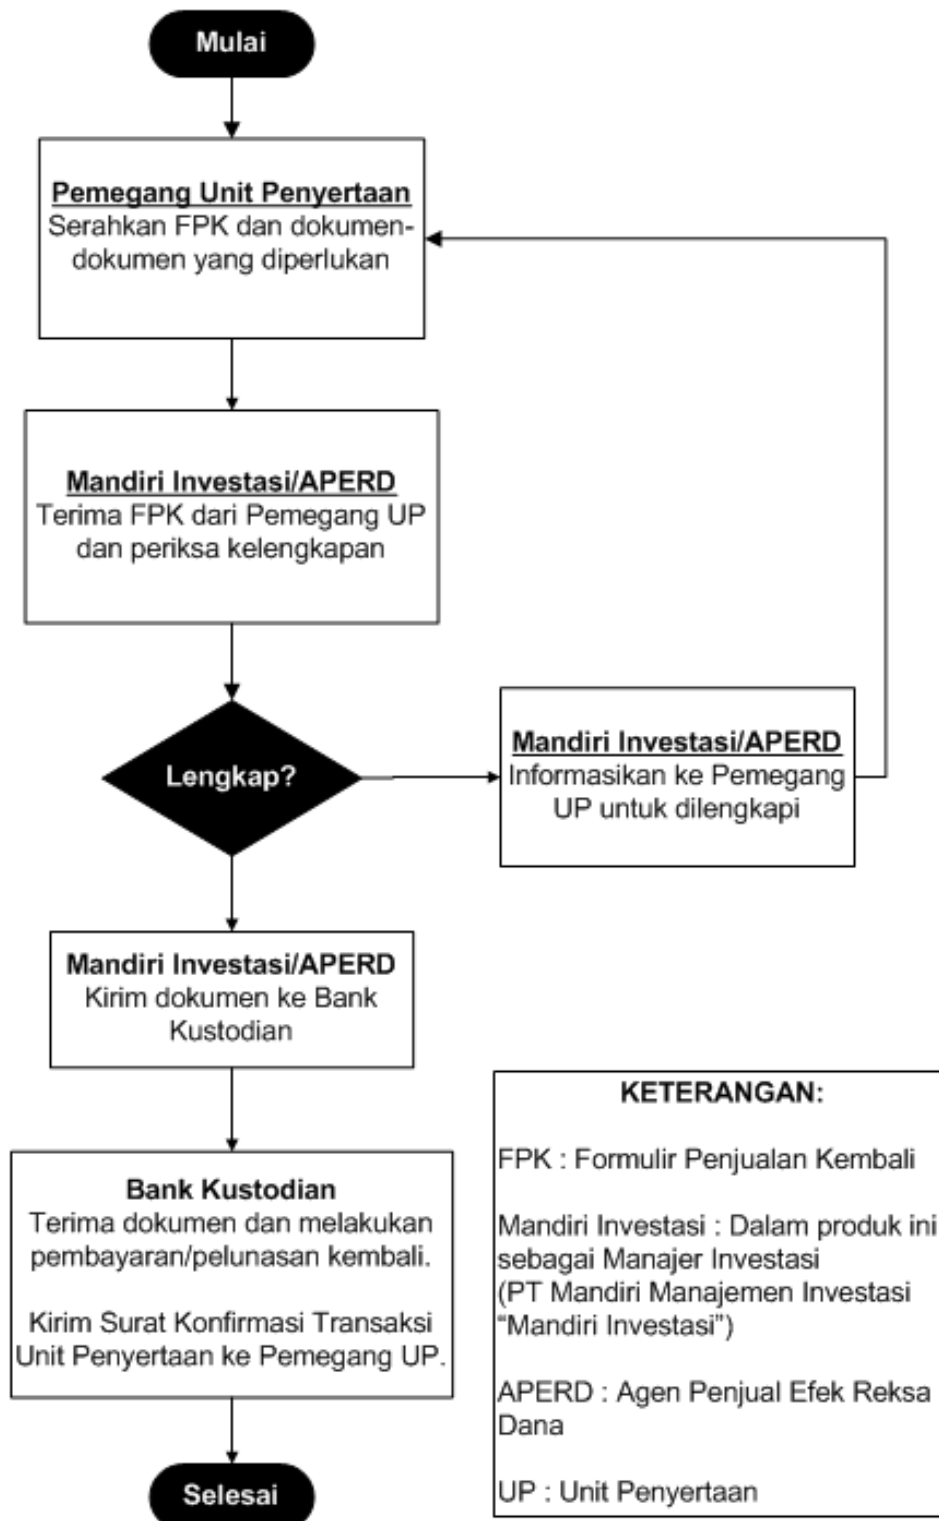 Mulai
Pemegang Unit Penyertaan
Serahkan FPK dan dokumen-
dokumen yang diperlukan
Mandiri Investasi/APERD
Terima FPK dari Pemegang UP
dan periksa kelengkapan
Lengkap?
Mandiri Investasi/APERD
Informasikan ke Pemegang
UP untuk dilengkapi
Mandiri Investasi/APERD
Kirim dokumen ke Bank
Kustodian
Bank Kustodian
Terima dokumen dan melakukan
pembayaran/pelunasan kembali.
Kirim Surat Konfirmasi Transaksi
Unit Penyertaan ke Pemegang UP.
Selesai
KETERANGAN:
FPK : Formulir Penjualan Kembali
Mandiri Investasi : Dalam produk ini
sebagai Manajer Investasi
(PT Mandiri Manajemen Investasi
“Mandiri Investasi”)
APERD : Agen Penjual Efek Reksa
Dana
UP : Unit Penyertaan